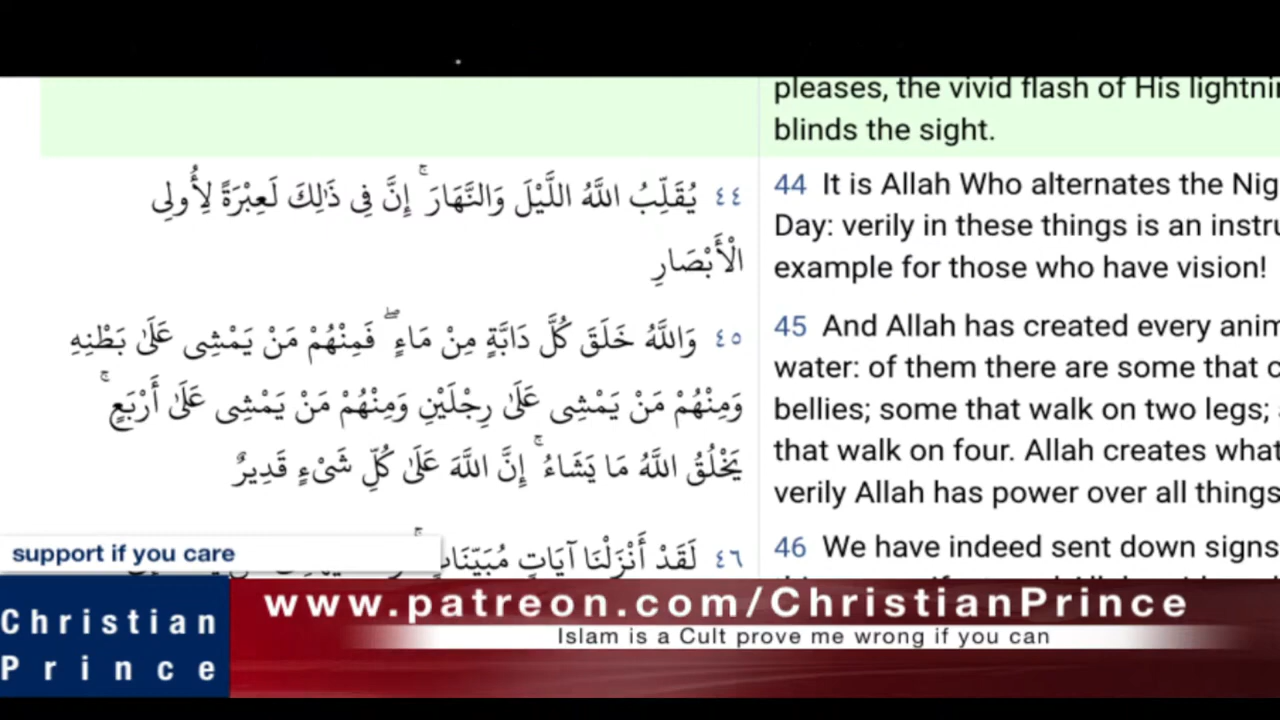 pleases, the vivid flash of His
blinds the sight.
٤٤ يُقَلِّبُ اللَّهُ اللَّيْلَ وَالنَّهَارَ ۚ إِنَّ فِي ذَٰلِكَ لَعِبْرَةً لِأُولِي
الْأَبْصَارِ
44 It is Allah Who alternates the
Day: verily in these things is an
example for those who have vision!
٤٥ وَاللَّهُ خَلَقَ كُلَّ دَابَّةٍ مِنْ مَاءٍ ۖ فَمِنْهُمْ مَنْ يَمْشِي عَلَىٰ بَطْنِهِ
وَمِنْهُمْ مَنْ يَمْشِي عَلَىٰ رِجْلَيْنِ وَمِنْهُمْ مَنْ يَمْشِي عَلَىٰ أَرْبَعٍ ۚ
يَخْلُقُ اللَّهُ مَا يَشَاءُ ۚ إِنَّ اللَّهَ عَلَىٰ كُلِّ شَيْءٍ قَدِيرٌ
45 And Allah has created every
water: of them there are some that
bellies; some that walk on two legs;
that walk on four. Allah creates what
verily Allah has power over all things
٤٦ لَقَدْ أَنْزَلْنَا آيَاتٍ مُبَيِّنَاتٍ
46 We have indeed sent down signs
support if you care
Christian
Prince
www.patreon.com/ChristianPrince
Islam is a Cult prove me wrong if you can